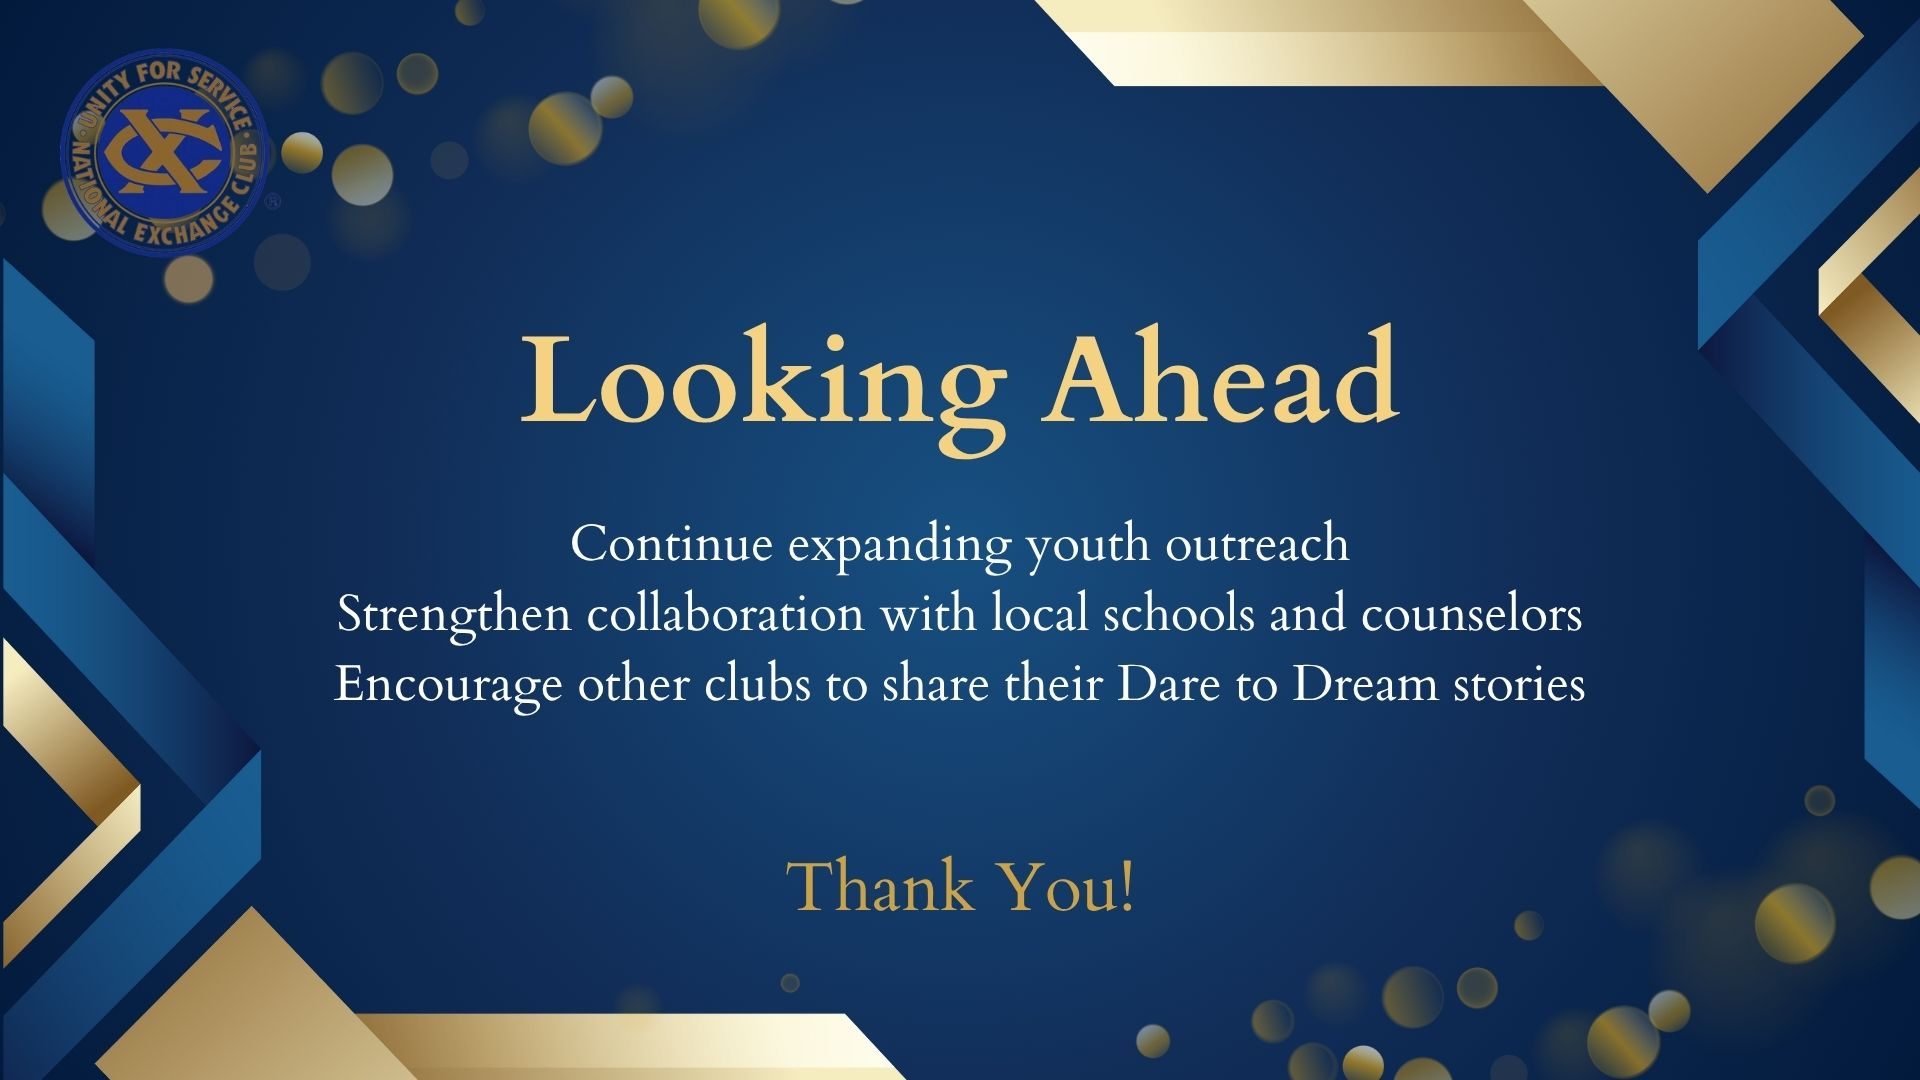 UNITY FOR SERVICE
NATIONAL EXCHANGE CLUB
XC
®
Looking Ahead
Continue expanding youth outreach
Strengthen collaboration with local schools and counselors
Encourage other clubs to share their Dare to Dream stories
Thank You!